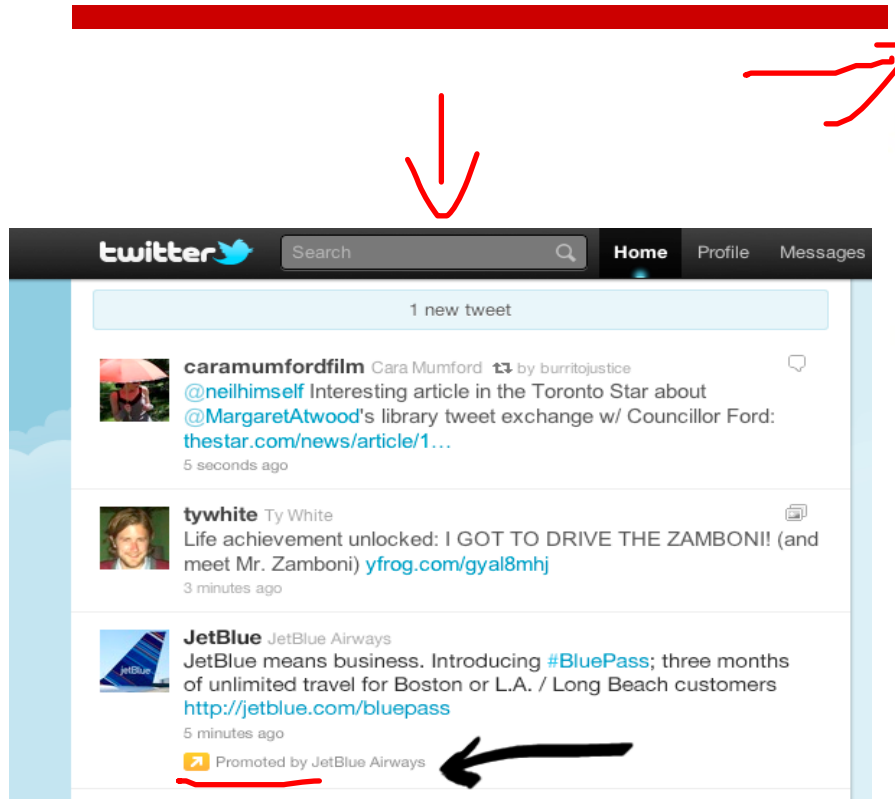 twitter Search Home Profile Messages
1 new tweet
caramumfordfilm Cara Mumford by burritojustice
@neilhimself Interesting article in the Toronto Star about
@MargaretAtwood's library tweet exchange w/ Councillor Ford:
thestar.com/news/article/1…
5 seconds ago
tywhite Ty White
Life achievement unlocked: I GOT TO DRIVE THE ZAMBONI! (and
meet Mr. Zamboni) yfrog.com/gyal8mhj
3 minutes ago
jetBlue
JetBlue JetBlue Airways
JetBlue means business. Introducing #BluePass; three months
of unlimited travel for Boston or L.A. / Long Beach customers
http://jetblue.com/bluepass
5 minutes ago
Promoted by JetBlue Airways